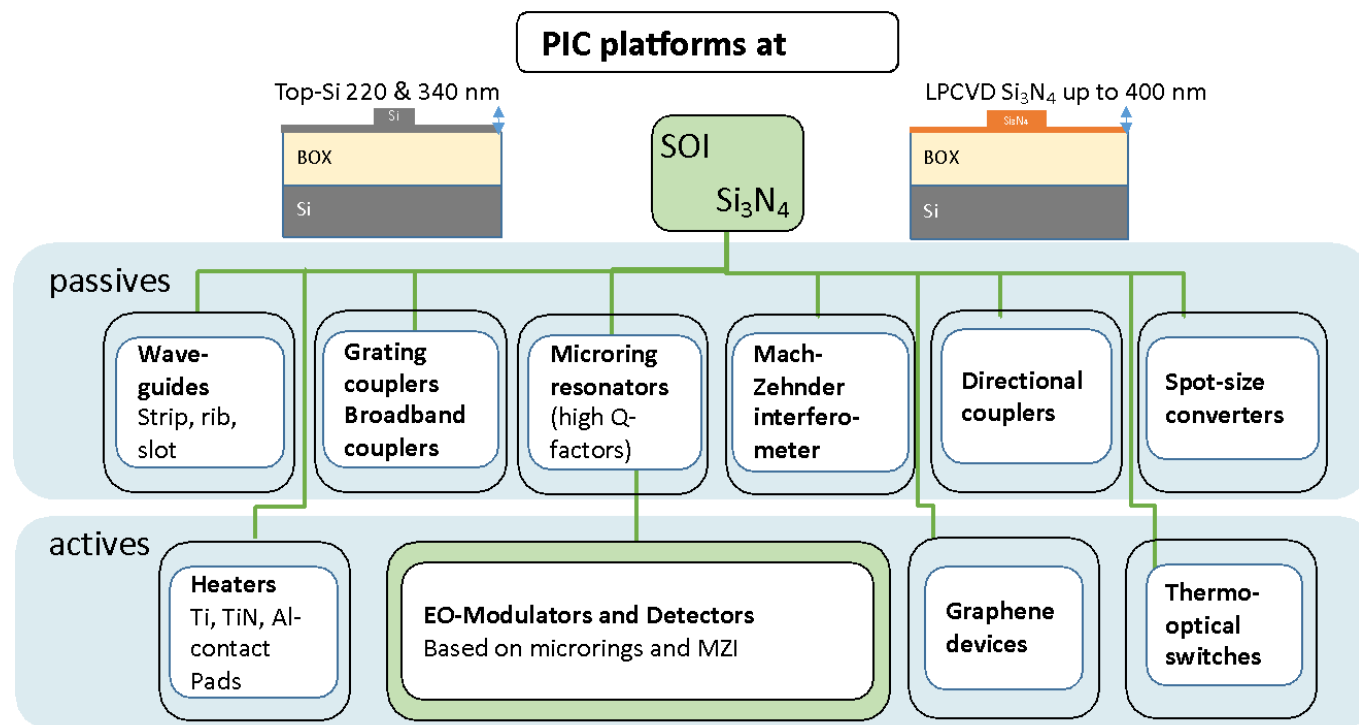 PIC platforms at
Top-Si 220 & 340 nm
Si
BOX
Si
SOI
Si₃N₄
LPCVD Si₃N₄ up to 400 nm
Si₃N₄
BOX
Si
passives
Wave-
guides
Strip, rib,
slot
Grating
couplers
Broadband
couplers
Microring
resonators
(high Q-
factors)
Mach-
Zehnder
interfero-
meter
Directional
couplers
Spot-size
converters
actives
Heaters
Ti, TiN, Al-
contact
Pads
EO-Modulators and Detectors
Based on microrings and MZI
Graphene
devices
Thermo-
optical
switches